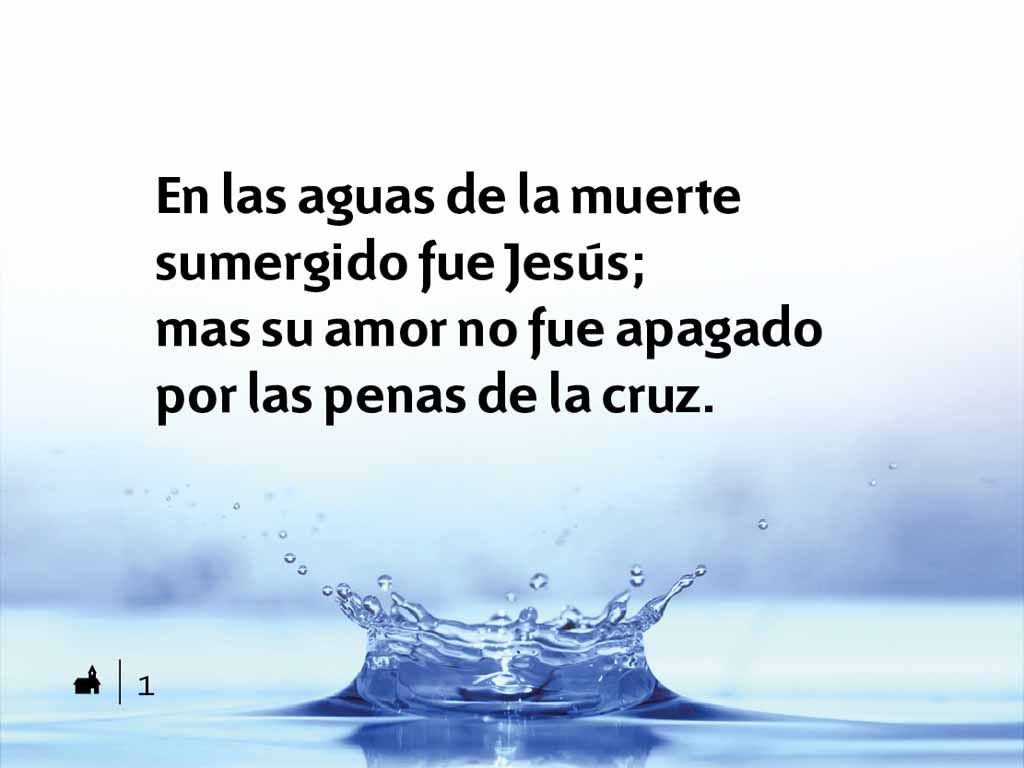 En las aguas de la muerte
sumergido fue Jesús;
mas su amor no fue apagado
por las penas de la cruz.
1